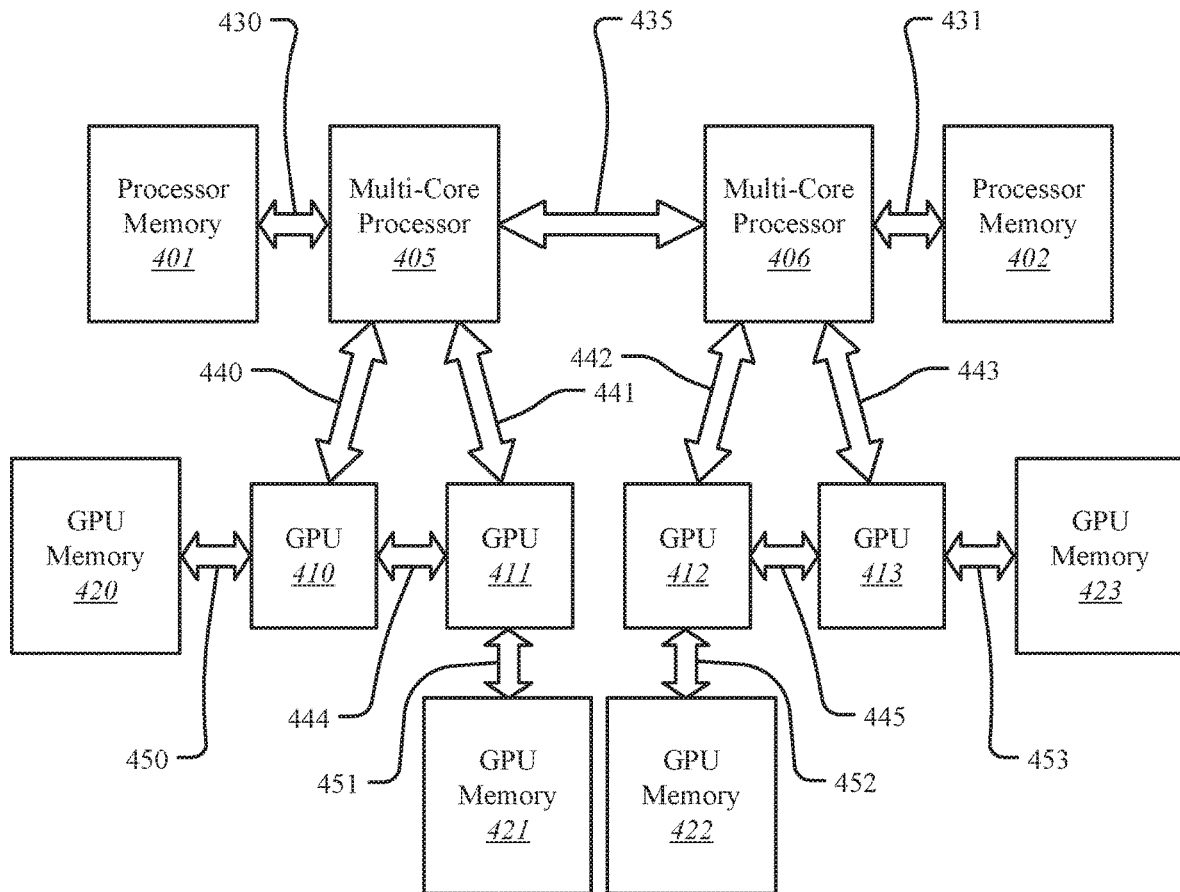 430
435
431
Processor
Memory
401
Multi-Core
Processor
405
Multi-Core
Processor
406
Processor
Memory
402
440
441
442
443
GPU
Memory
420
GPU
410
GPU
411
GPU
412
GPU
413
GPU
Memory
423
450
444
451
GPU
Memory
421
GPU
Memory
422
452
445
453